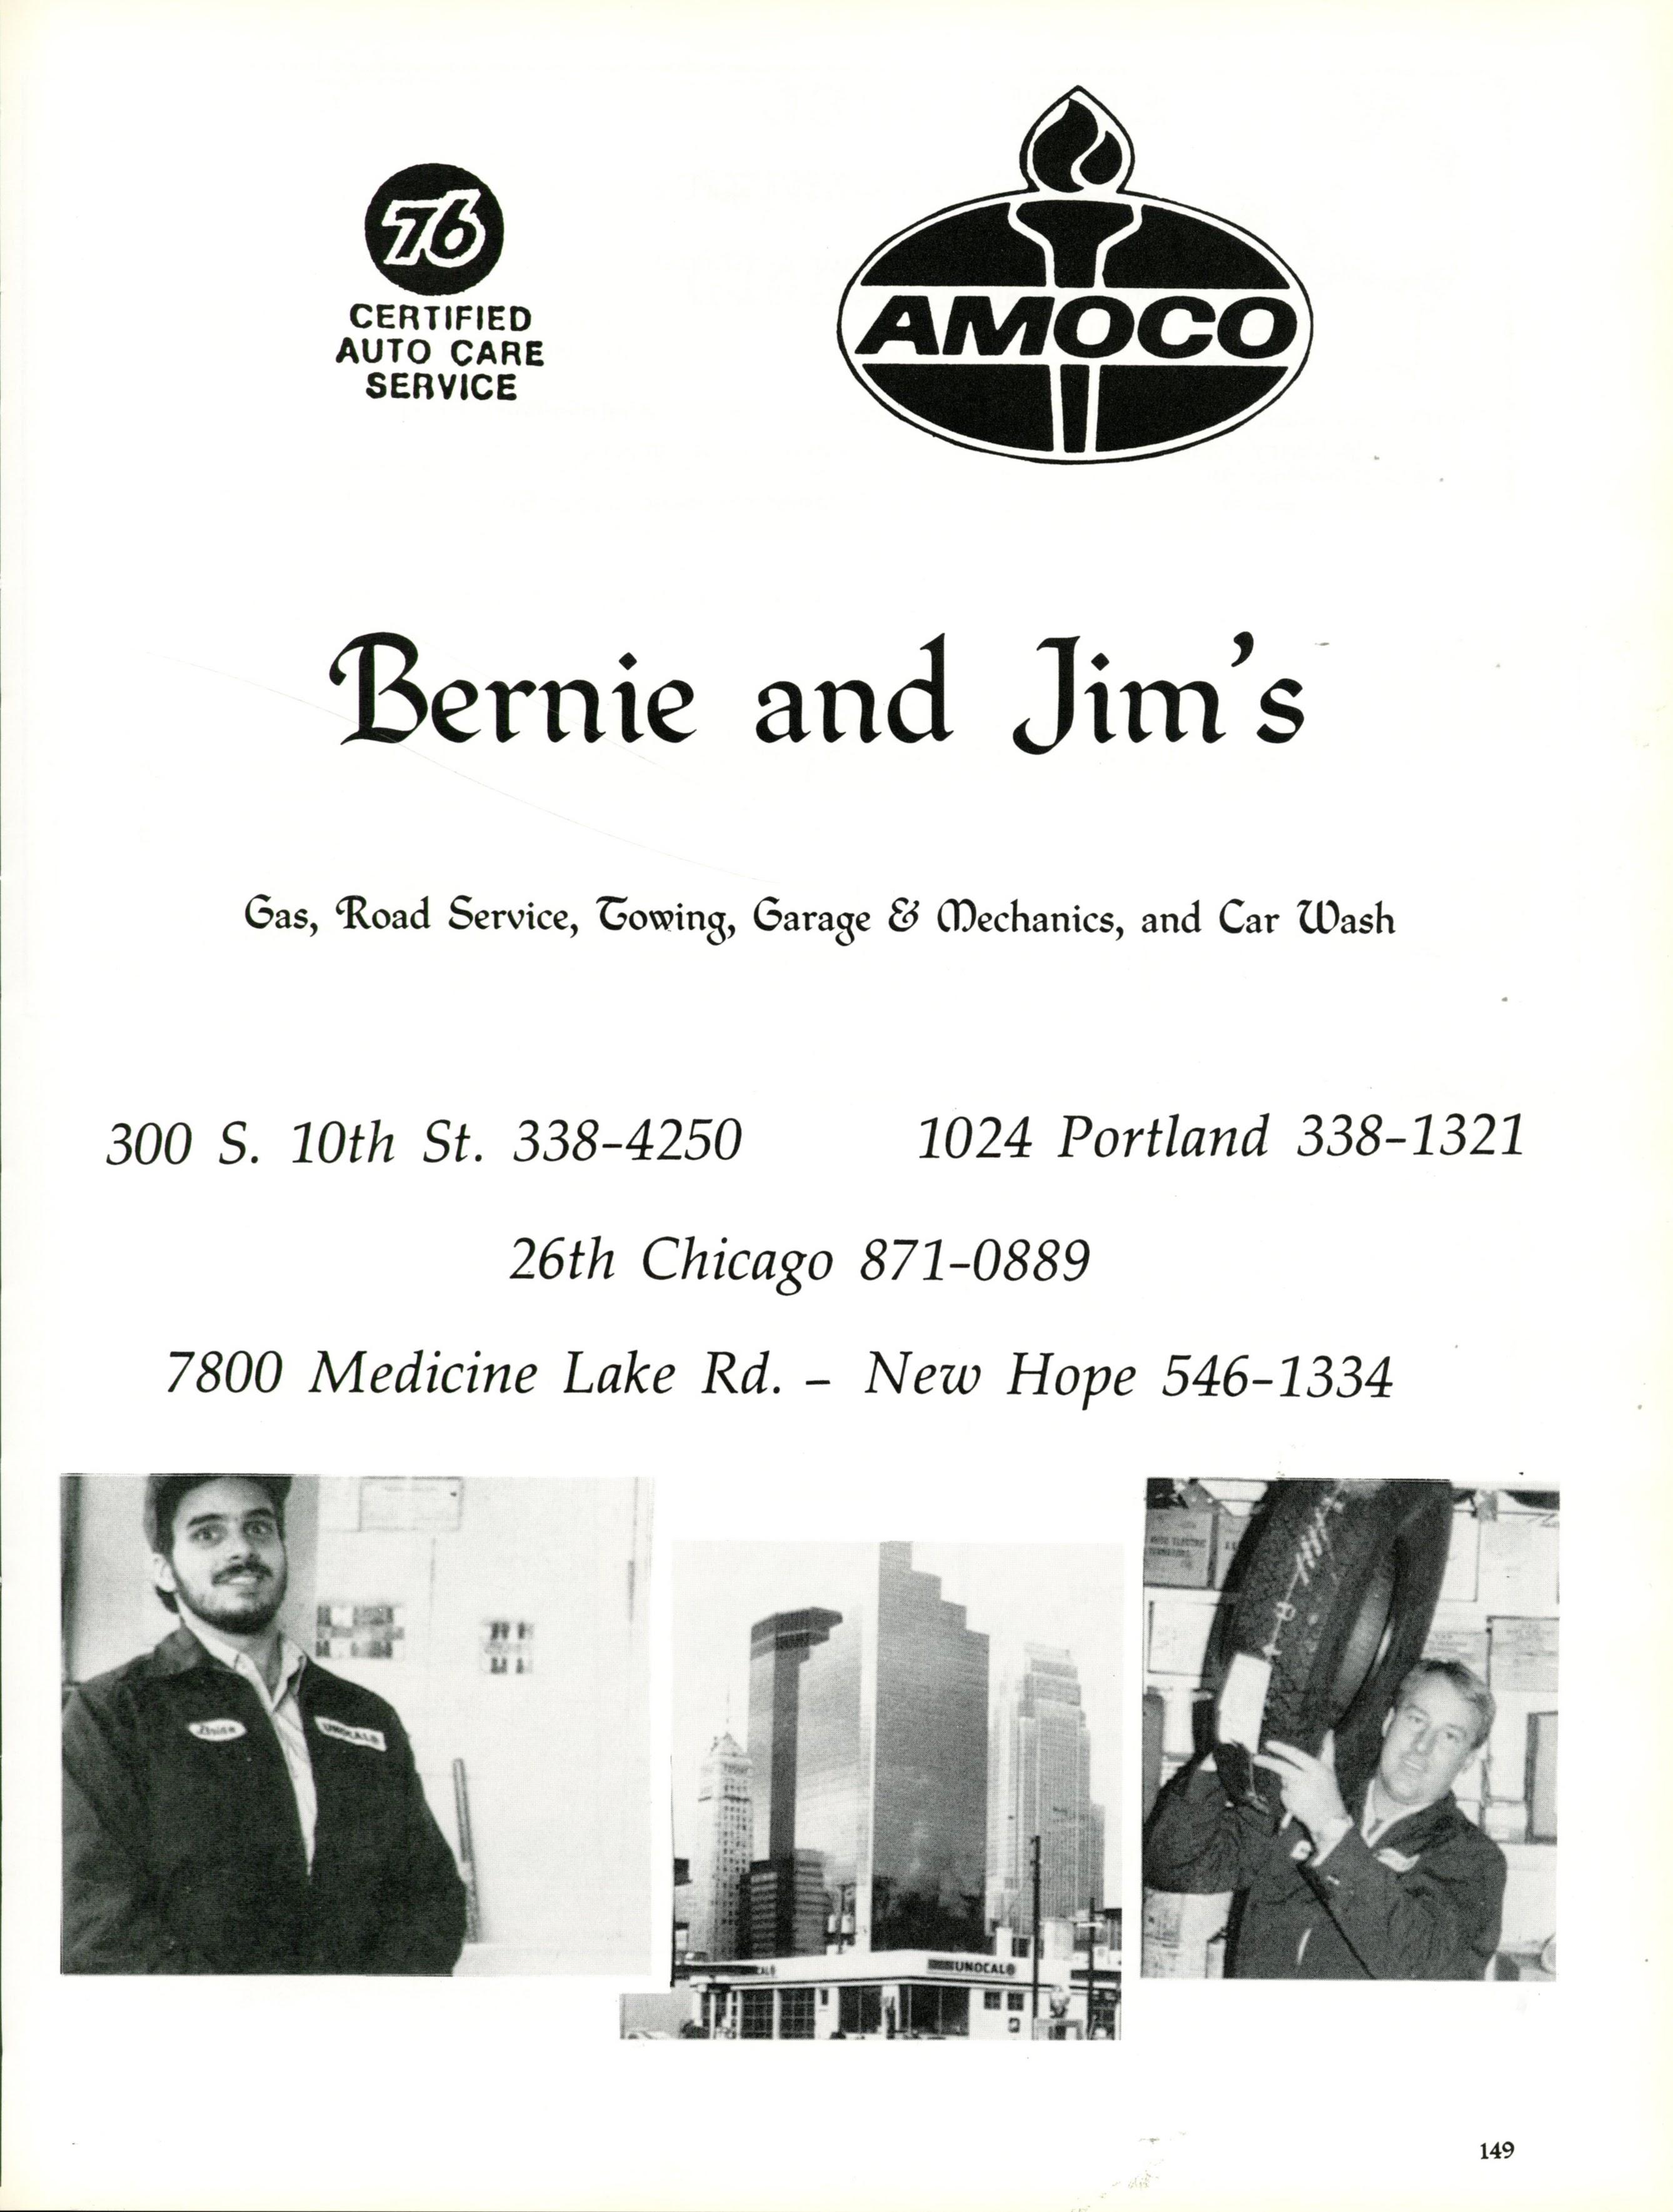 76
CERTIFIED
AUTO CARE
SERVICE
AMOCO
Bernie and Jim's
Gas, Road Service, Towing, Garage & Mechanics, and Car Wash
300 S. 10th St. 338-4250
1024 Portland 338-1321
26th Chicago 871-0889
7800 Medicine Lake Rd. - New Hope 546-1334
UNOCAL
UNOCAL
149